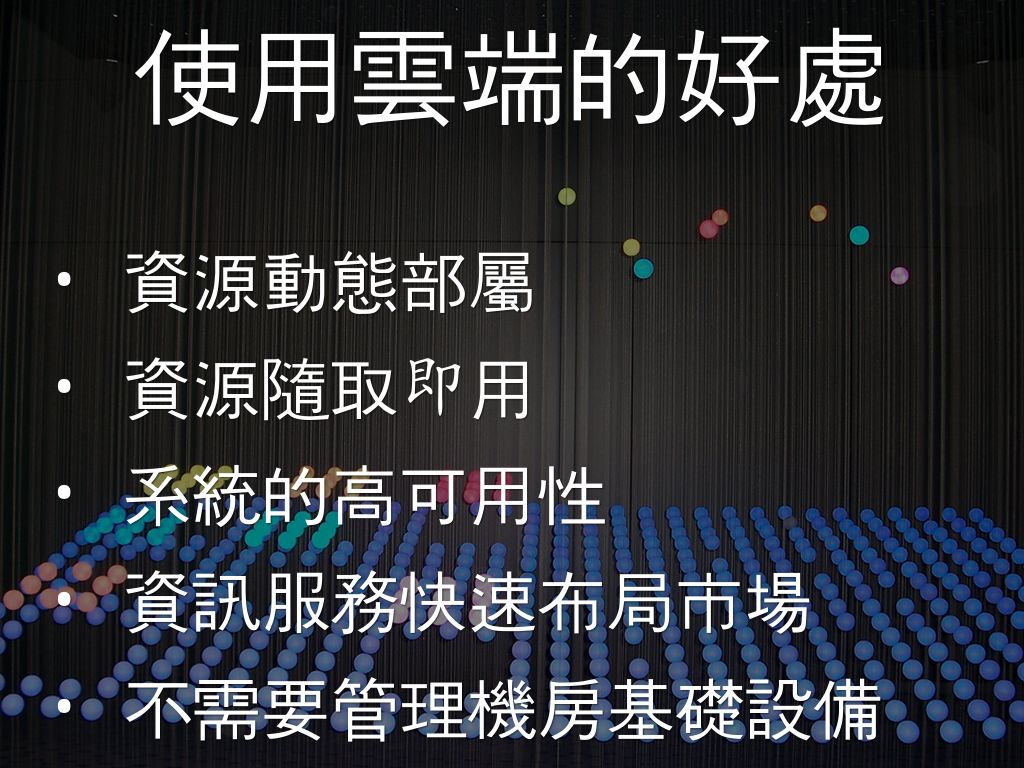 使用雲端的好處
• 資源動態部屬
• 資源隨取即用
• 系統的高可用性
• 資訊服務快速布局市場
• 不需要管理機房基礎設備